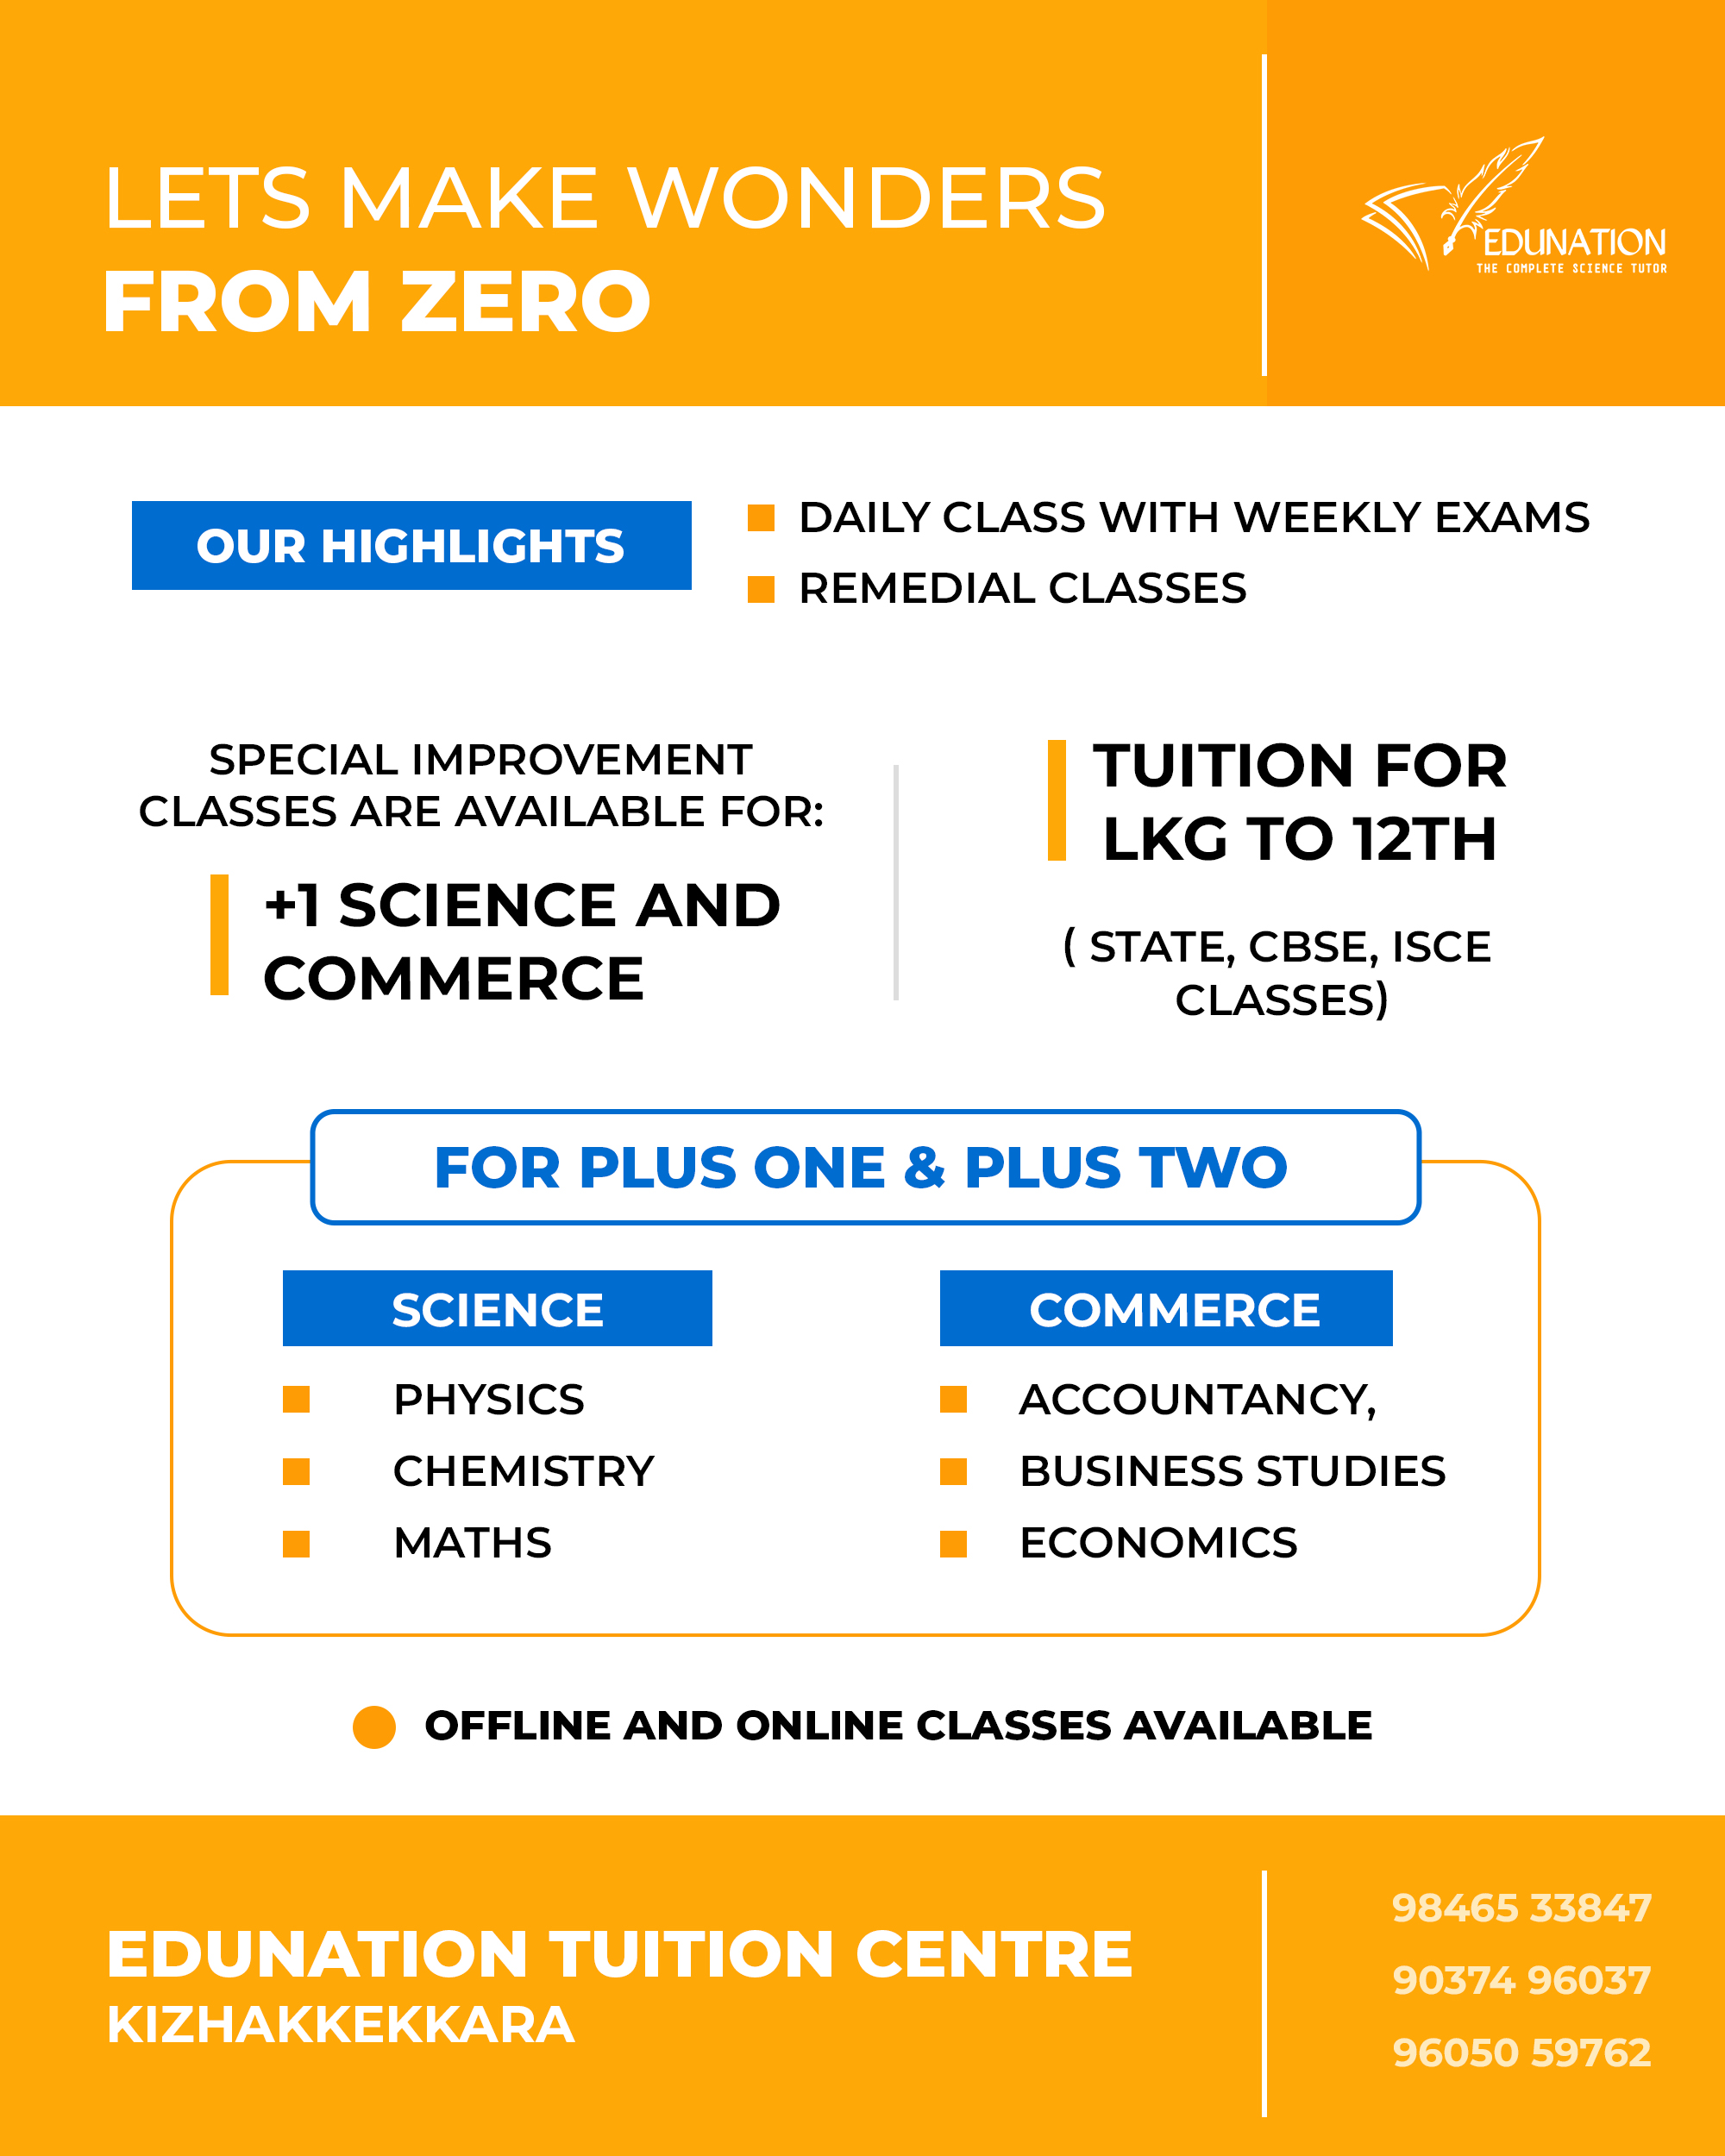 LETS MAKE WONDERS
FROM ZERO
EDUNATION
THE COMPLETE SCIENCE TUTOR
OUR HIGHLIGHTS
DAILY CLASS WITH WEEKLY EXAMS
REMEDIAL CLASSES
SPECIAL IMPROVEMENT
CLASSES ARE AVAILABLE FOR:
+1 SCIENCE AND
COMMERCE
TUITION FOR
LKG TO 12TH
( STATE, CBSE, ISCE
CLASSES)
FOR PLUS ONE & PLUS TWO
SCIENCE
PHYSICS
CHEMISTRY
MATHS
COMMERCE
ACCOUNTANCY,
BUSINESS STUDIES
ECONOMICS
OFFLINE AND ONLINE CLASSES AVAILABLE
EDUNATION TUITION CENTRE
KIZHAKKEKKARA
98465 33847
90374 96037
96050 59762